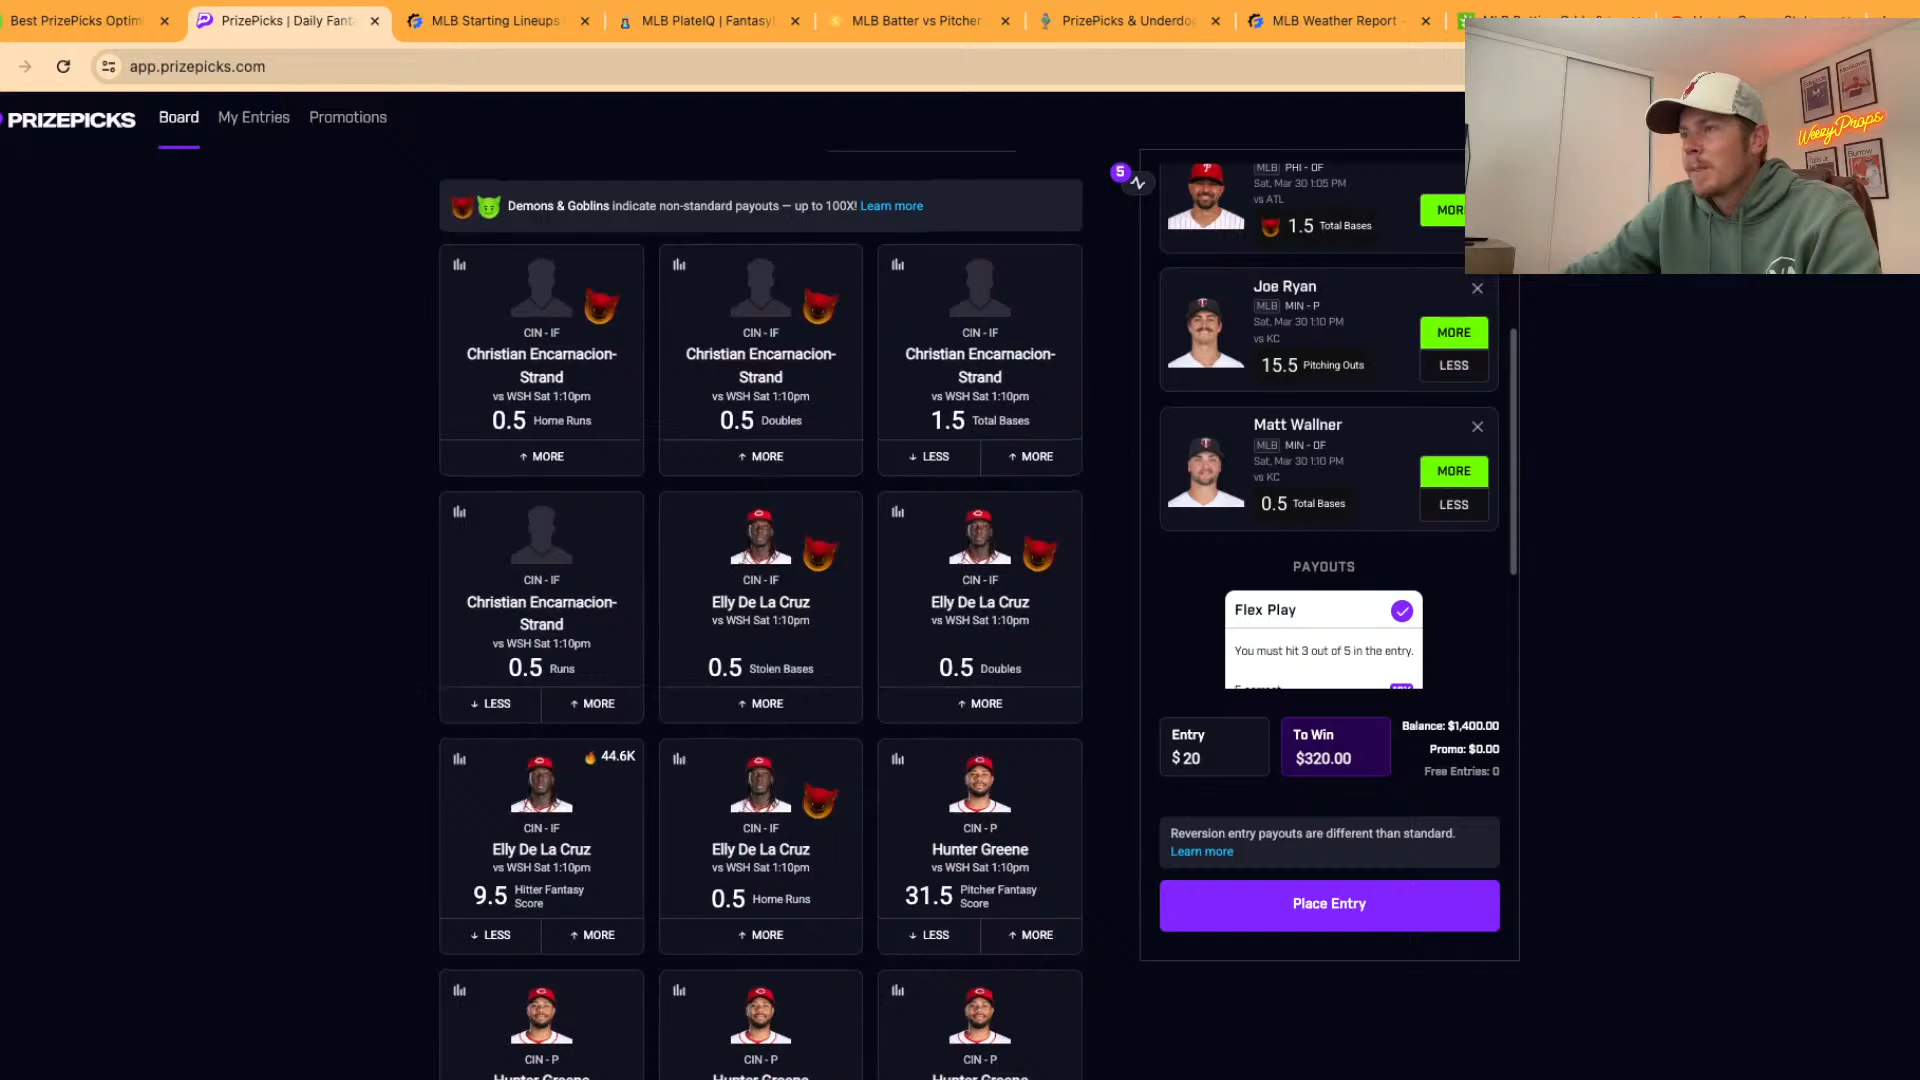 Best PrizePicks Optimi
PrizePicks | Daily Fant
MLB Starting Lineups
MLB PlateIQ | Fantasy
MLB Batter vs Pitcher
PrizePicks & Underdo
MLB Weather Report -
app.prizepicks.com
PRIZEPICKS
Board
My Entries
Promotions
WeezyProps
Burrow
Demons & Goblins indicate non-standard payouts — up to 100X! Learn more
CIN - IF
Christian Encarnacion-
Strand
vs WSH Sat 1:10pm
0.5 Home Runs
↑ MORE
CIN - IF
Christian Encarnacion-
Strand
vs WSH Sat 1:10pm
0.5 Doubles
↑ MORE
CIN - IF
Christian Encarnacion-
Strand
vs WSH Sat 1:10pm
1.5 Total Bases
↓ LESS
↑ MORE
CIN - IF
Christian Encarnacion-
Strand
vs WSH Sat 1:10pm
0.5 Runs
↓ LESS
↑ MORE
CIN - IF
Elly De La Cruz
vs WSH Sat 1:10pm
0.5 Stolen Bases
↑ MORE
CIN - IF
Elly De La Cruz
vs WSH Sat 1:10pm
0.5 Doubles
↑ MORE
44.6K
CIN - IF
Elly De La Cruz
vs WSH Sat 1:10pm
9.5 Hitter Fantasy
Score
↓ LESS
↑ MORE
CIN - IF
Elly De La Cruz
vs WSH Sat 1:10pm
0.5 Home Runs
↑ MORE
CIN - P
Hunter Greene
vs WSH Sat 1:10pm
31.5 Pitcher Fantasy
Score
↓ LESS
↑ MORE
CIN - P
Hunter Greene
CIN - P
Hunter Greene
CIN - P
Hunter Greene
5
MLB PHI - OF
Sat, Mar 30 1:05 PM
vs ATL
1.5 Total Bases
MOR
Joe Ryan
MLB MIN - P
Sat, Mar 30 1:10 PM
vs KC
15.5 Pitching Outs
MORE
LESS
Matt Wallner
MLB MIN - OF
Sat, Mar 30 1:10 PM
vs KC
0.5 Total Bases
MORE
LESS
PAYOUTS
Flex Play
You must hit 3 out of 5 in the entry.
Entry
$ 20
To Win
$320.00
Balance: $1,400.00
Promo: $0.00
Free Entries: 0
Reversion entry payouts are different than standard.
Learn more
Place Entry